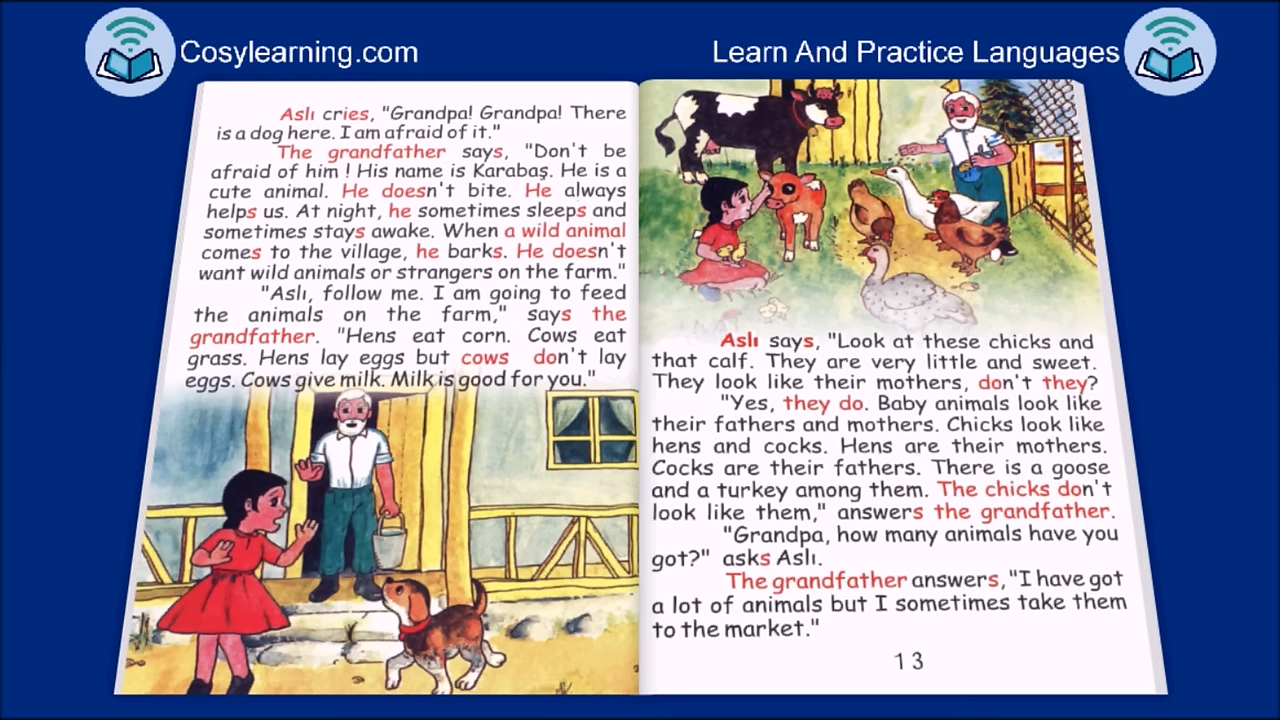 Cosylearning.com
Learn And Practice Languages
Aslı cries, "Grandpa! Grandpa! There
is a dog here. I am afraid of it."
The grandfather says, "Don't be
afraid of him ! His name is Karabaş. He is a
cute animal. He doesn't bite. He always
helps us. At night, he sometimes sleeps and
sometimes stays awake. When a wild animal
comes to the village, he barks. He doesn't
want wild animals or strangers on the farm."
"Aslı, follow me. I am going to feed
the animals on the farm," says the
grandfather. "Hens eat corn. Cows eat
grass. Hens lay eggs but cows don't lay
eggs. Cows give milk. Milk is good for you."
Aslı says, "Look at these chicks and
that calf. They are very little and sweet.
They look like their mothers, don't they?
"Yes, they do. Baby animals look like
their fathers and mothers. Chicks look like
hens and cocks. Hens are their mothers.
Cocks are their fathers. There is a goose
and a turkey among them. The chicks don't
look like them," answers the grandfather.
"Grandpa, how many animals have you
got?" asks Aslı.
The grandfather answers, "I have got
a lot of animals but I sometimes take them
to the market."
13